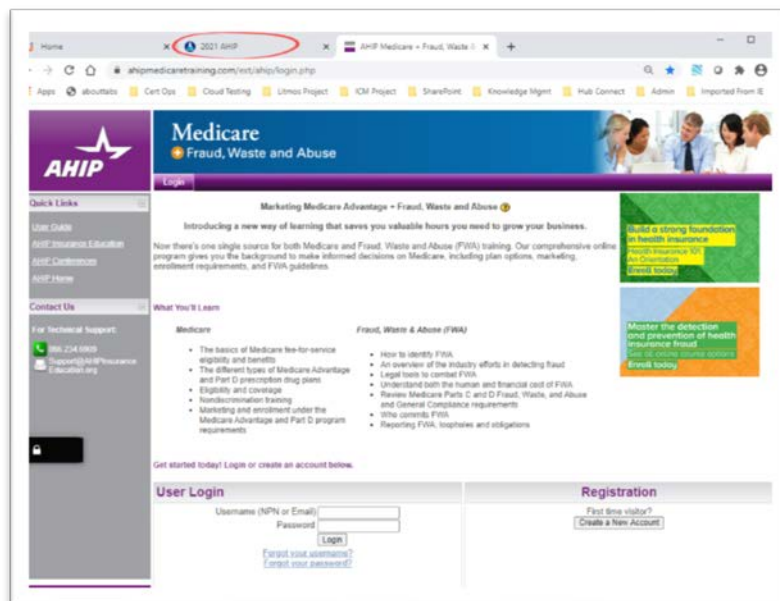 Home
2021 AHIP
AHIP Medicare - Fraud, Waste &
ahipmedicaretraining.com/ext/ahip/login.php
Apps abouttabs Cert Ops Cloud Testing Litmos Project ICM Project SharePoint Knowledge Mgmt Hub Connect Admin Imported From IE
AHIP
Medicare
Fraud, Waste and Abuse
Login
Quick Links
User Guide
AHIP Insurance Education
AHIP Conferences
AHIP Home
Contact Us
For Technical Support:
866.234.6909
Support@AHIPInsurance
Education.org
Marketing Medicare Advantage + Fraud, Waste and Abuse
Introducing a new way of learning that saves you valuable hours you need to grow your business.
Now there's one single source for both Medicare and Fraud, Waste and Abuse (FWA) training. Our comprehensive online
program gives you the background to make informed decisions on Medicare, including plan options, marketing,
enrollment requirements, and FWA guidelines.
What You'll Learn
Medicare
The basics of Medicare fee-for-service
eligibility and benefits
The different types of Medicare Advantage
and Part D prescription drug plans
Eligibility and coverage
Nondiscrimination training
Marketing and enrollment under the
Medicare Advantage and Part D program
requirements
Fraud, Waste & Abuse (FWA)
How to identify FWA
An overview of the industry efforts in detecting fraud
Legal tools to combat FWA
Understand both the human and financial cost of FWA
Review Medicare Parts C and D Fraud, Waste, and Abuse
and General Compliance requirements
Who commits FWA
Reporting FWA, loopholes and obligations
Build a strong foundation
in health insurance
Health Insurance 101,
An Orientation
Enroll today
Master the detection
and prevention of health
insurance fraud
See all online course options
Enroll today
Get started today! Login or create an account below.
User Login
Username (NPN or Email)
Password
Login
Forgot your username?
Forgot your password?
Registration
First time visitor?
Create a New Account